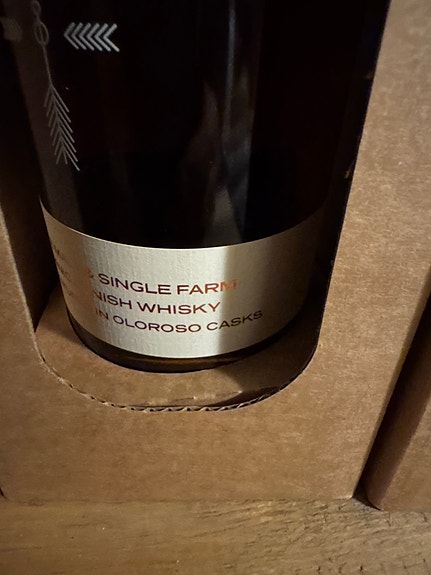 & SINGLE FARM
NISH WHISKY
IN OLOROSO CASKS